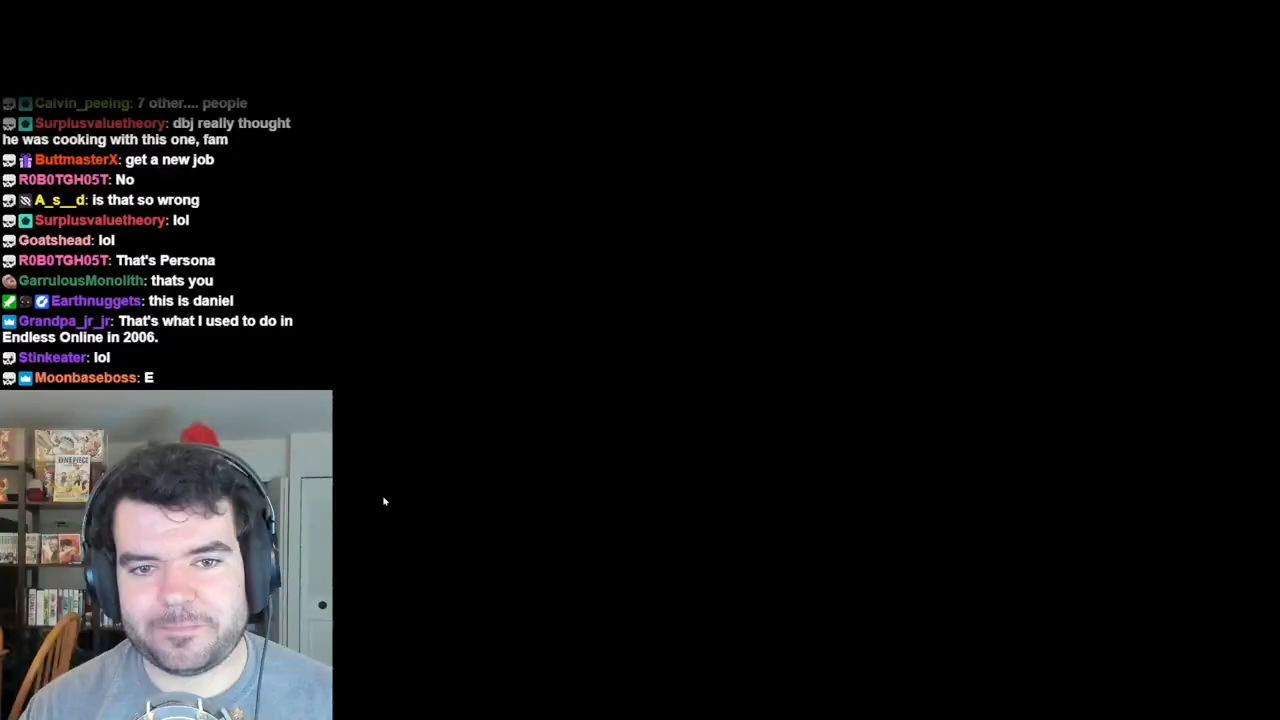 Calvin_peeing: 7 other.... people
Surplusvaluetheory: dbj really thought
he was cooking with this one, fam
ButtmasterX: get a new job
R0B0TGH05T: No
A_s__d: is that so wrong
Surplusvaluetheory: lol
Goatshead: lol
R0B0TGH05T: That's Persona
GarrulousMonolith: thats you
Earthnuggets: this is daniel
Grandpa_jr_jr: That's what I used to do in
Endless Online in 2006.
Stinkeater: lol
Moonbaseboss: E
ONE PIECE